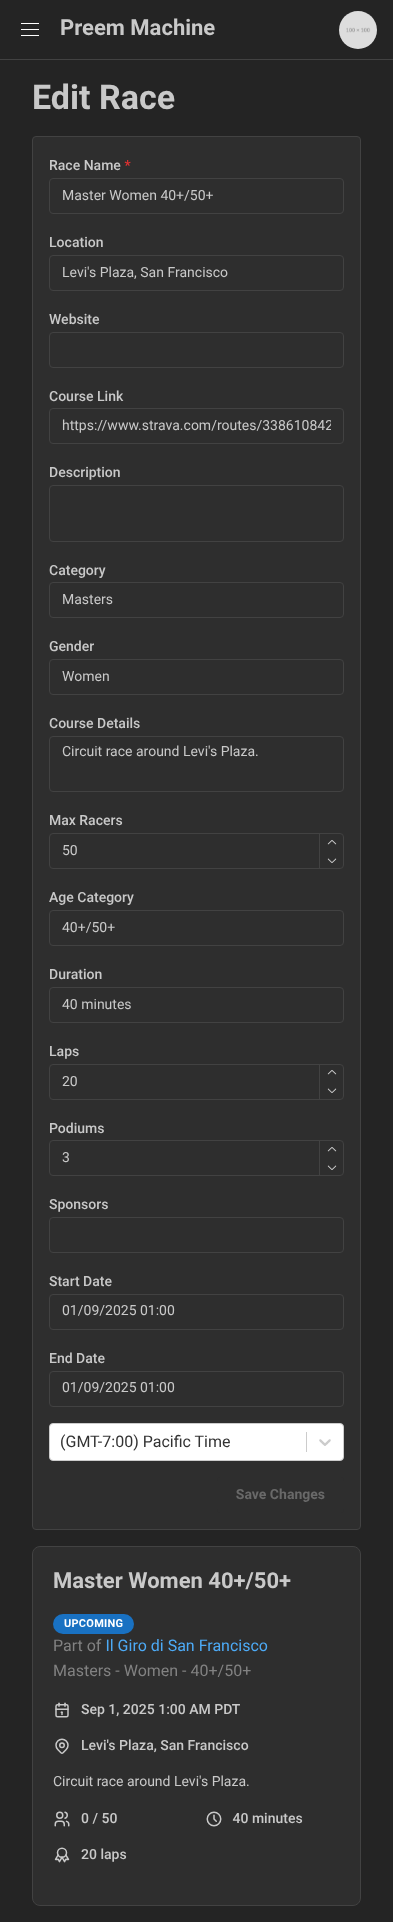 Preem Machine
100 × 100
Edit Race
Race Name *
Master Women 40+/50+
Location
Levi's Plaza, San Francisco
Website
Course Link
https://www.strava.com/routes/338610842
Description
Category
Masters
Gender
Women
Course Details
Circuit race around Levi's Plaza.
Max Racers
50
Age Category
40+/50+
Duration
40 minutes
Laps
20
Podiums
3
Sponsors
Start Date
01/09/2025 01:00
End Date
01/09/2025 01:00
(GMT-7:00) Pacific Time
Save Changes
Master Women 40+/50+
UPCOMING
Part of Il Giro di San Francisco
Masters - Women - 40+/50+
Sep 1, 2025 1:00 AM PDT
Levi's Plaza, San Francisco
Circuit race around Levi's Plaza.
0 / 50
40 minutes
20 laps